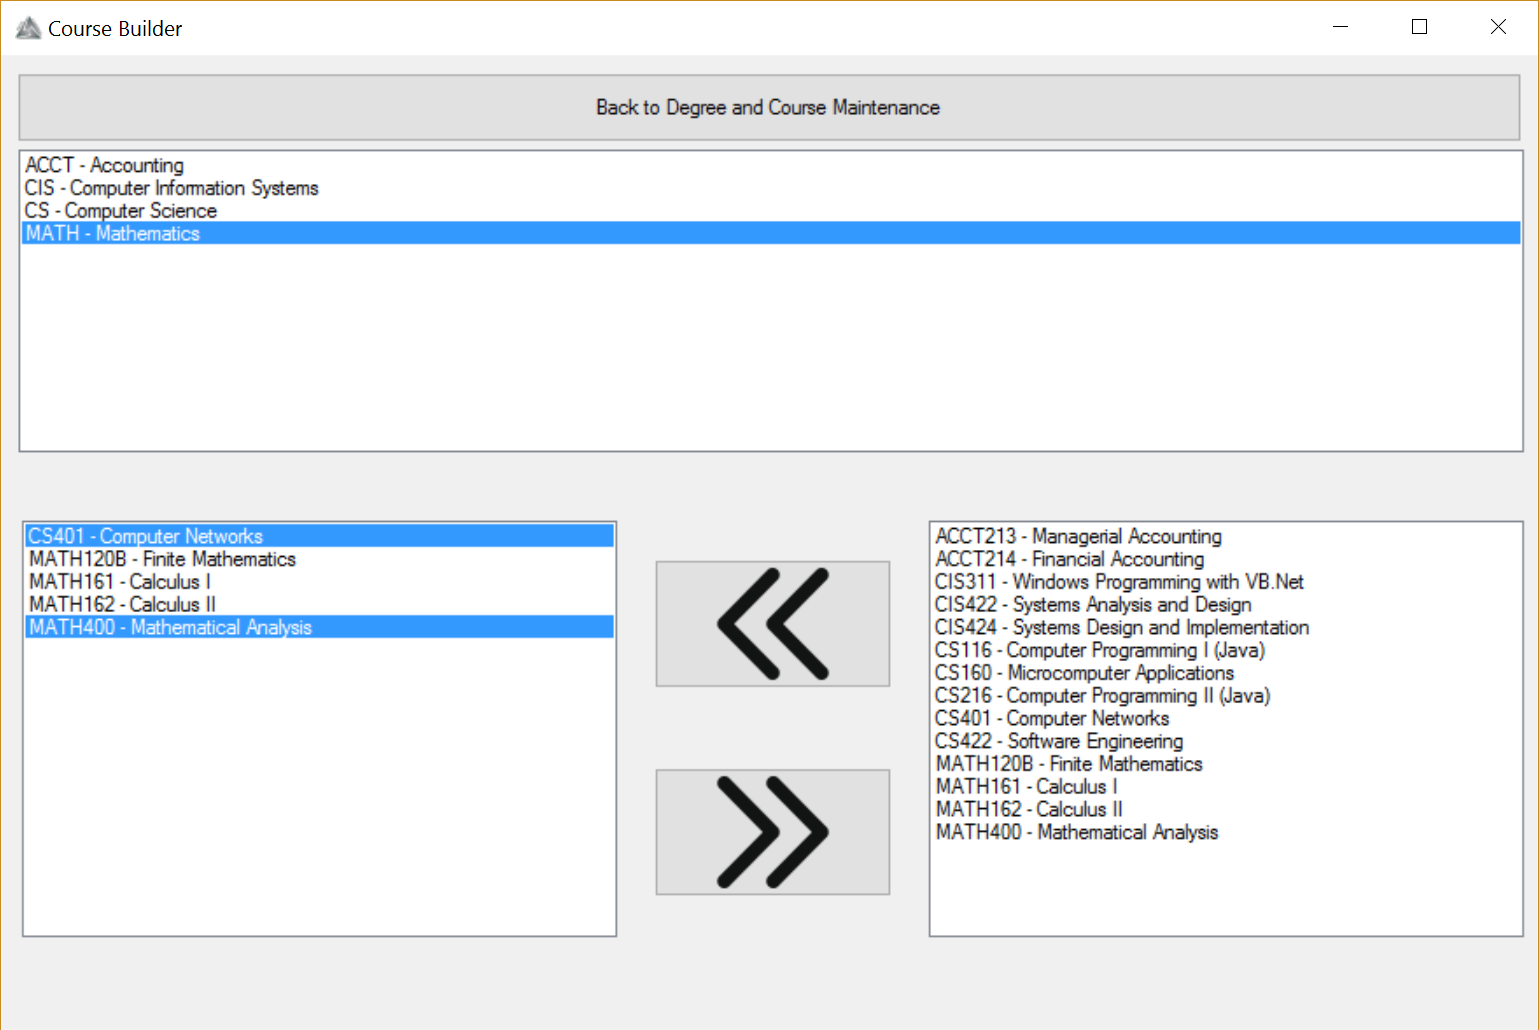 Course Builder
Back to Degree and Course Maintenance
ACCT - Accounting
CIS - Computer Information Systems
CS - Computer Science
MATH - Mathematics
CS401 - Computer Networks
MATH120B - Finite Mathematics
MATH161 - Calculus I
MATH162 - Calculus II
MATH400 - Mathematical Analysis
ACCT213 - Managerial Accounting
ACCT214 - Financial Accounting
CIS311 - Windows Programming with VB.Net
CIS422 - Systems Analysis and Design
CIS424 - Systems Design and Implementation
CS116 - Computer Programming I (Java)
CS160 - Microcomputer Applications
CS216 - Computer Programming II (Java)
CS401 - Computer Networks
CS422 - Software Engineering
MATH120B - Finite Mathematics
MATH161 - Calculus I
MATH162 - Calculus II
MATH400 - Mathematical Analysis